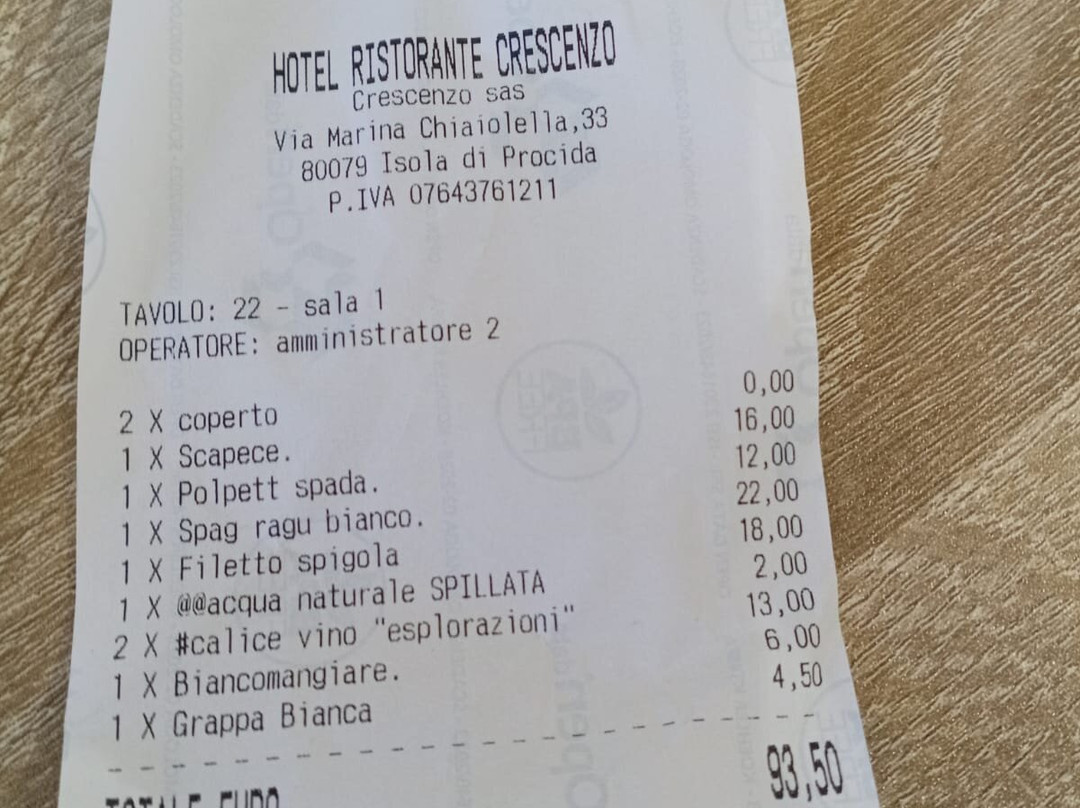 HOTEL RISTORANTE CRESCENZO
Crescenzo sas
Via Marina Chiaiolella,33
80079 Isola di Procida
P.IVA 07643761211
TAVOLO: 22 - sala 1
OPERATORE: amministratore 2
2 X coperto 0,00
1 X Scapece. 16,00
1 X Polpett spada. 12,00
1 X Spag ragu bianco. 22,00
1 X Filetto spigola 18,00
1 X @@acqua naturale SPILLATA 2,00
2 X #calice vino "esplorazioni" 13,00
1 X Biancomangiare. 6,00
1 X Grappa Bianca 4,50
TOTALE EURO 93,50